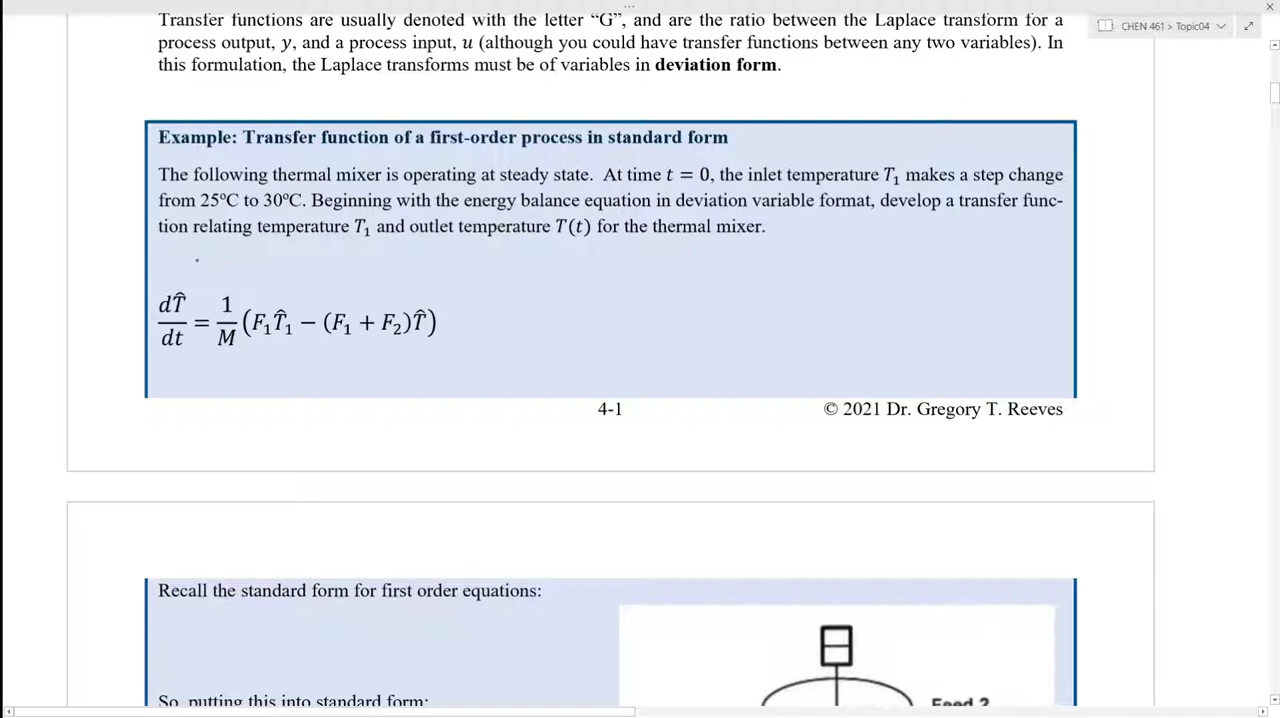 Transfer functions are usually denoted with the letter “G”, and are the ratio between the Laplace transform for a
process output, y, and a process input, u (although you could have transfer functions between any two variables). In
this formulation, the Laplace transforms must be of variables in deviation form.
CHEN 461 > Topic04
Example: Transfer function of a first-order process in standard form
The following thermal mixer is operating at steady state. At time t = 0, the inlet temperature T₁ makes a step change
from 25ºC to 30ºC. Beginning with the energy balance equation in deviation variable format, develop a transfer func-
tion relating temperature T₁ and outlet temperature T(t) for the thermal mixer.
dT̂/dt = 1/M (F₁T̂₁ − (F₁ + F₂)T̂)
4-1
© 2021 Dr. Gregory T. Reeves
Recall the standard form for first order equations:
So, putting this into standard form:
Feed 2